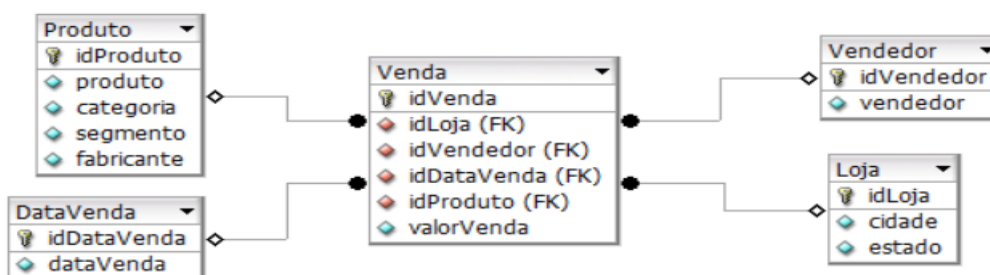 Produto
idProduto
produto
categoria
segmento
fabricante
DataVenda
idDataVenda
dataVenda
Venda
idVenda
idLoja (FK)
idVendedor (FK)
idDataVenda (FK)
idProduto (FK)
valorVenda
Vendedor
idVendedor
vendedor
Loja
idLoja
cidade
estado